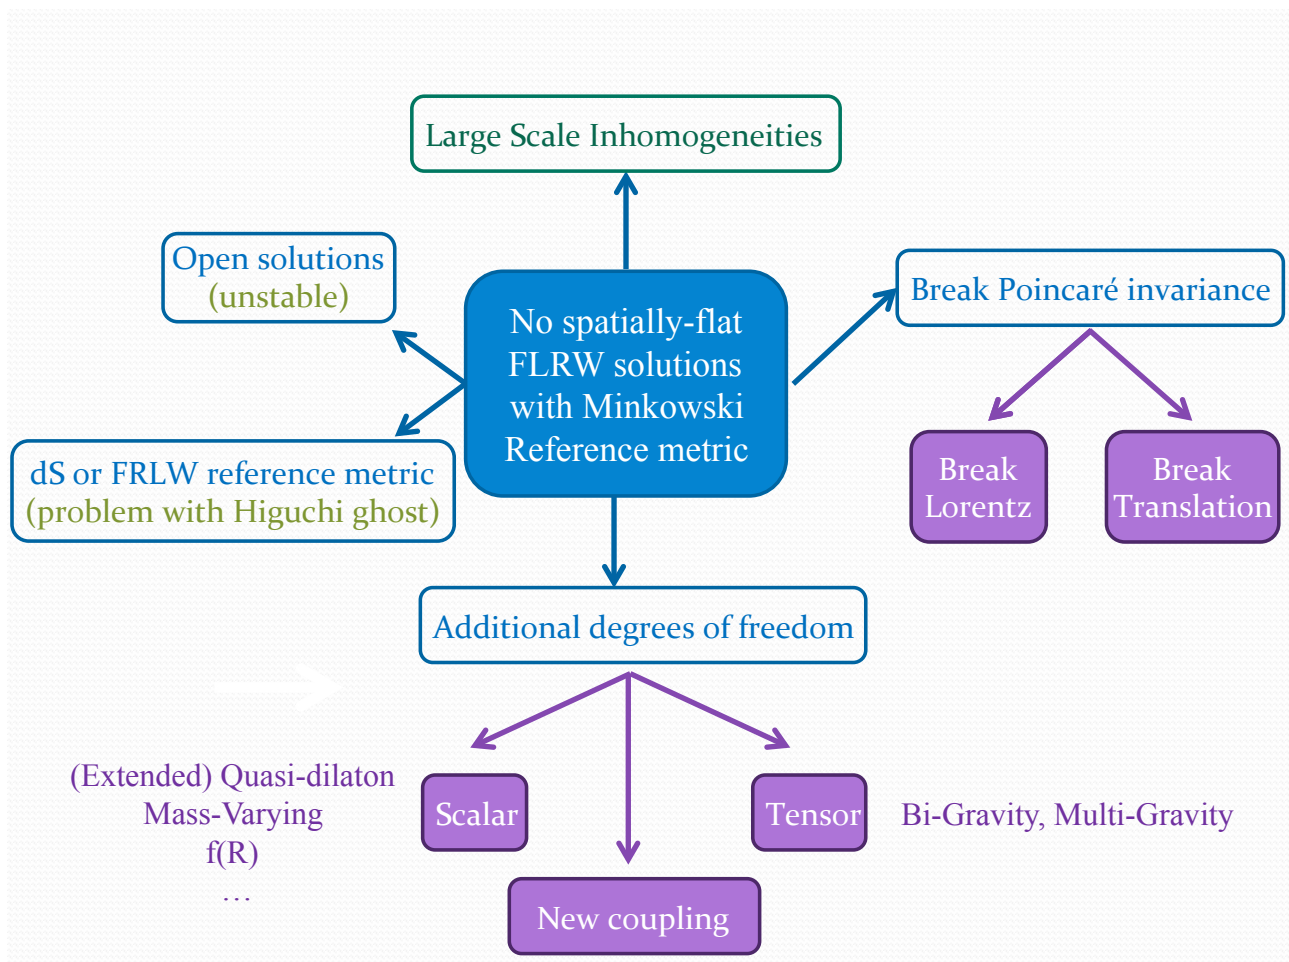 Large Scale Inhomogeneities
Open solutions
(unstable)
Break Poincaré invariance
No spatially-flat
FLRW solutions
with Minkowski
Reference metric
dS or FRLW reference metric
(problem with Higuchi ghost)
Break
Lorentz
Break
Translation
Additional degrees of freedom
(Extended) Quasi-dilaton
Mass-Varying
f(R)
…
Scalar
Tensor
Bi-Gravity, Multi-Gravity
New coupling